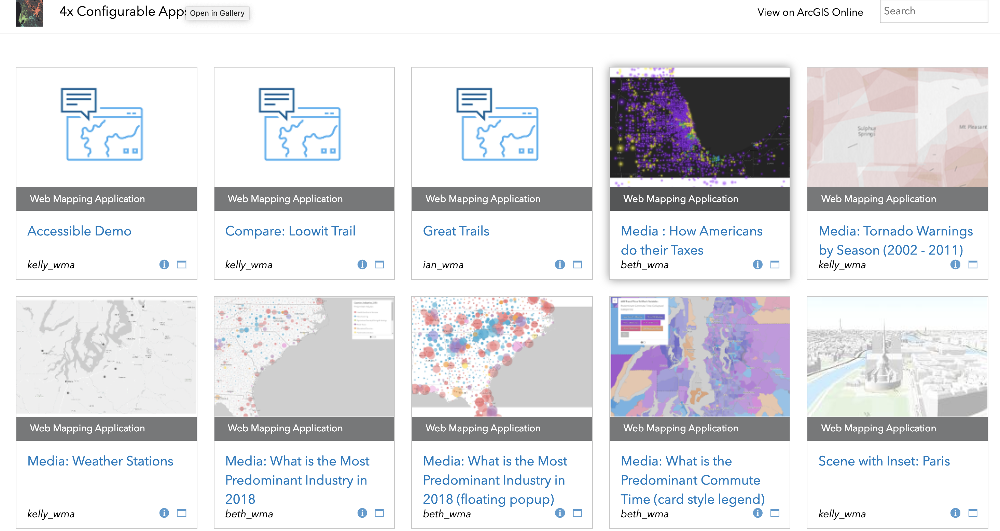 4x Configurable Apps
Open in Gallery
View on ArcGIS Online
Search
Web Mapping Application
Accessible Demo
kelly_wma
Web Mapping Application
Compare: Loowit Trail
kelly_wma
Web Mapping Application
Great Trails
ian_wma
Web Mapping Application
Media : How Americans
do their Taxes
beth_wma
Sulphur
Springs
Mt Pleasant
Web Mapping Application
Media: Tornado Warnings
by Season (2002 - 2011)
kelly_wma
Web Mapping Application
Media: Weather Stations
kelly_wma
Web Mapping Application
Media: What is the Most
Predominant Industry in
2018
beth_wma
Web Mapping Application
Media: What is the Most
Predominant Industry in
2018 (floating popup)
beth_wma
Web Mapping Application
Media: What is the
Predominant Commute
Time (card style legend)
beth_wma
Web Mapping Application
Scene with Inset: Paris
kelly_wma